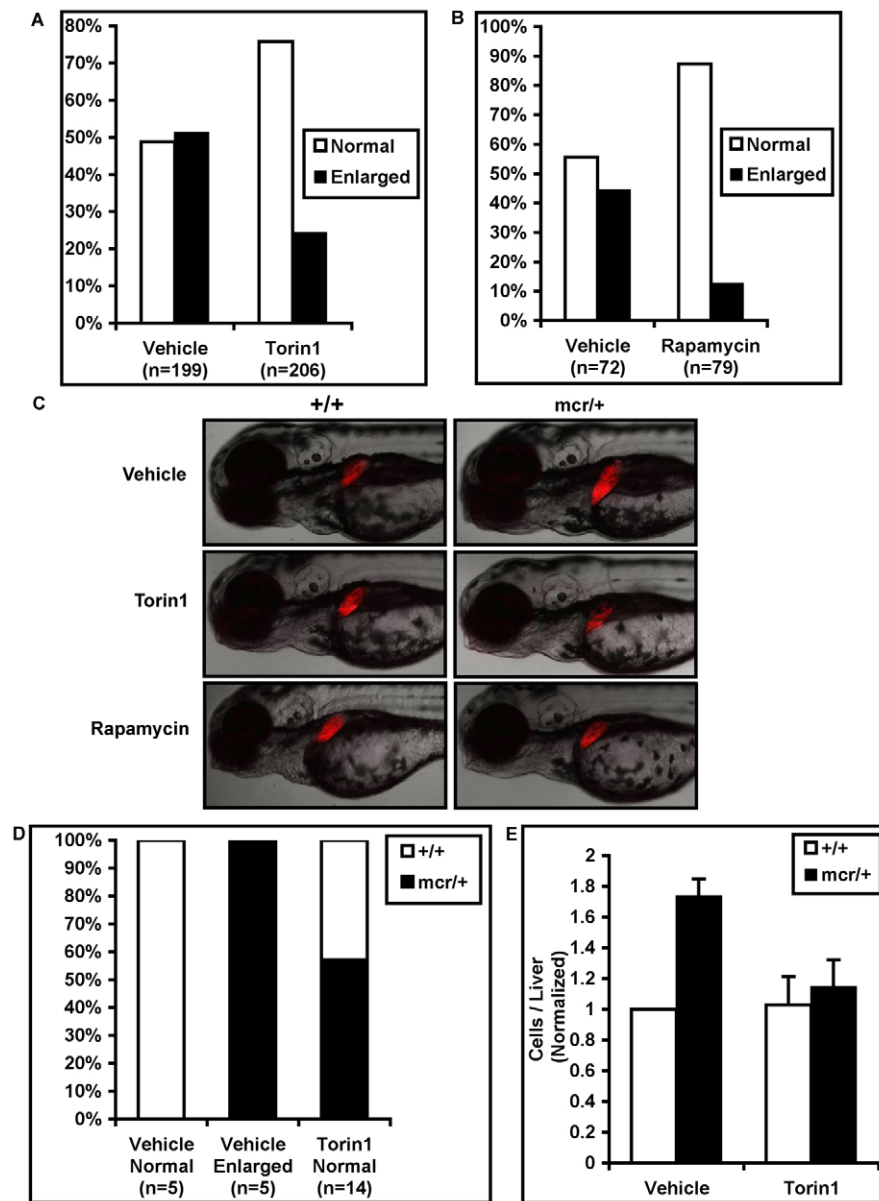 A
80%
70%
60%
50%
40%
30%
20%
10%
0%
Normal
Enlarged
Vehicle
(n=199)
Torin1
(n=206)
B
100%
90%
80%
70%
60%
50%
40%
30%
20%
10%
0%
Normal
Enlarged
Vehicle
(n=72)
Rapamycin
(n=79)
C
+/+
mcr/+
Vehicle
Torin1
Rapamycin
D
100%
90%
80%
70%
60%
50%
40%
30%
20%
10%
0%
+/+
mcr/+
Vehicle
Normal
(n=5)
Vehicle
Enlarged
(n=5)
Torin1
Normal
(n=14)
E
+/+
mcr/+
Cells / Liver
(Normalized)
2
1.8
1.6
1.4
1.2
1
0.8
0.6
0.4
0.2
0
Vehicle
Torin1